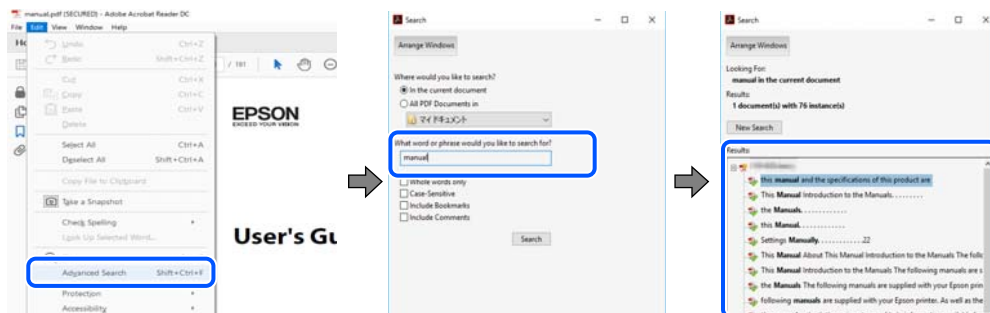 manual.pdf (SECURED) - Adobe Acrobat Reader DC
File Edit View Window Help
Undo Ctrl+Z
Redo Shift+Ctrl+Z
Cut Ctrl+X
Copy Ctrl+C
Paste Ctrl+V
Delete
Select All Ctrl+A
Deselect All Shift+Ctrl+A
Copy File to Clipboard
Take a Snapshot
Check Spelling
Look Up Selected Word...
Advanced Search Shift+Ctrl+F
Protection
Accessibility
/ 191
EPSON
EXCEED YOUR VISION
User's Gu
Search
Arrange Windows
Where would you like to search?
In the current document
All PDF Documents in
マイ ドキュメント
What word or phrase would you like to search for?
manual
Whole words only
Case-Sensitive
Include Bookmarks
Include Comments
Search
Search
Arrange Windows
Looking For:
manual in the current document
Results:
1 document(s) with 76 instance(s)
New Search
Results:
this manual and the specifications of this product are
This Manual Introduction to the Manuals. . . . . . . . .
the Manuals. . . . . . . . . . . . .
this Manual. . . . . . . . . . . . .
Settings Manually. . . . . . . . . . . . .22
This Manual About This Manual Introduction to the Manuals The follo
This Manual Introduction to the Manuals The following manuals are s
the Manuals The following manuals are supplied with your Epson prin
following manuals are supplied with your Epson printer. As well as the